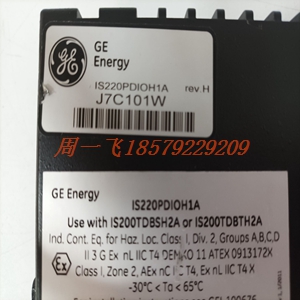 GE
Energy
IS220PDIOH1A rev.H
J7C101W
周一飞18579229209
GE Energy
IS220PDIOH1A
Use with IS200TDBSH2A or IS200TDBTH2A
Ind. Cont. Eq. for Haz. Loc. Class I, Div. 2, Groups A,B,C,D
II 3 G Ex nL IIC T4 DEMKO 11 ATEX 0913172X
Class I, Zone 2, AEx nC IIC T4, Ex nL IIC T4 X
-30°C < Ta < 65°C